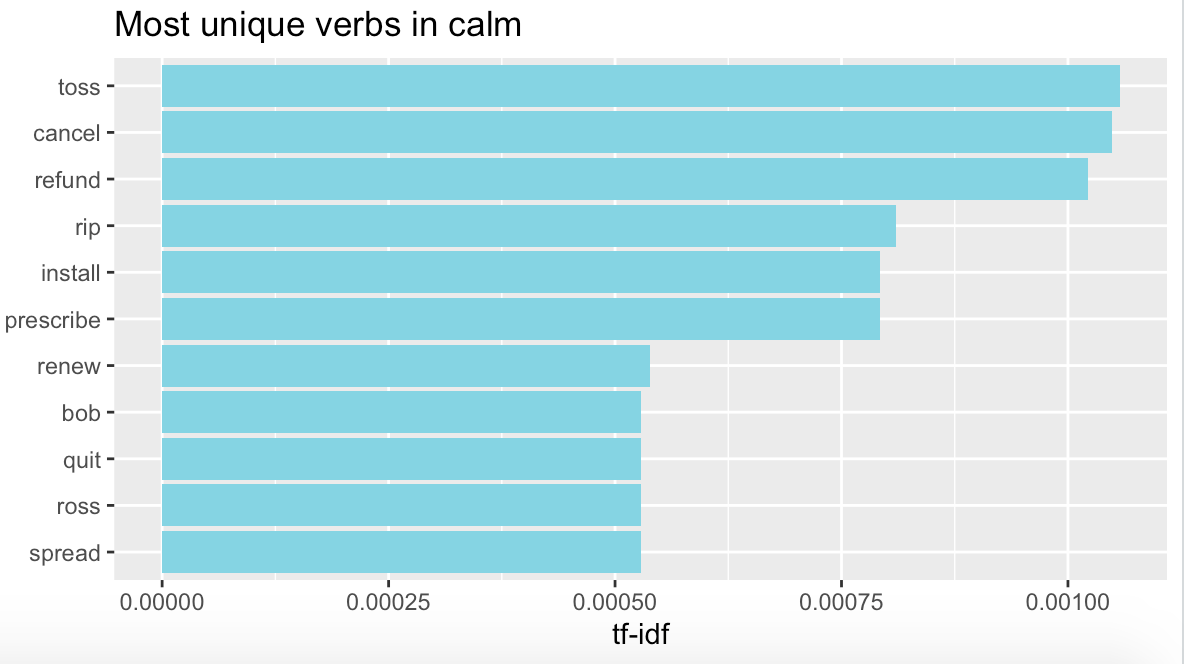 Most unique verbs in calm
toss
cancel
refund
rip
install
prescribe
renew
bob
quit
ross
spread
0.00000 0.00025 0.00050 0.00075 0.00100
tf-idf